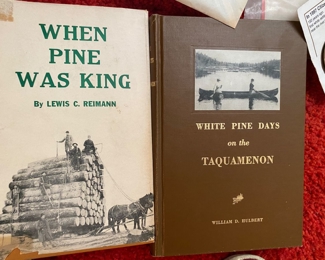 WHEN
PINE
WAS KING
By LEWIS C. REIMANN
WHITE PINE DAYS
on the
TAQUAMENON
WILLIAM D. HULBERT